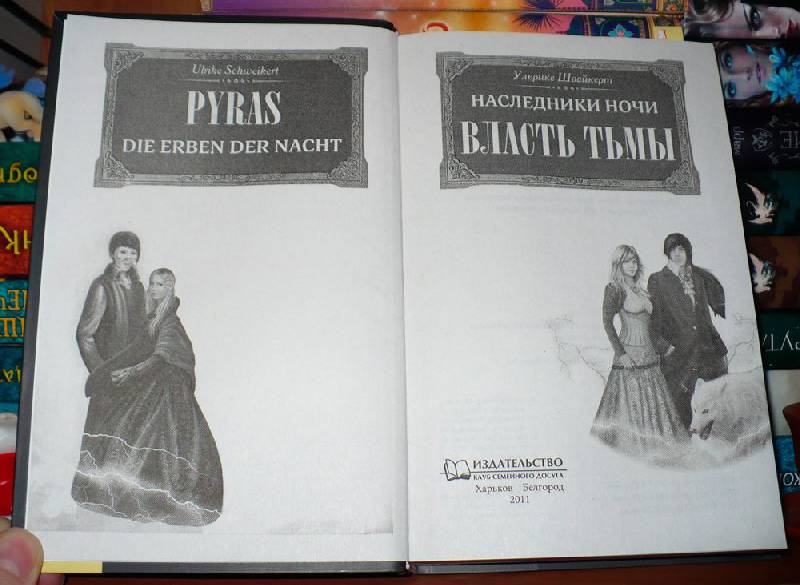 Ulrike Schweikert
PYRAS
DIE ERBEN DER NACHT
Ульрике Швайкерт
НАСЛЕДНИКИ НОЧИ
ВЛАСТЬ ТЬМЫ
ИЗДАТЕЛЬСТВО
КЛУБ СЕМЕЙНОГО ДОСУГА
Харьков Белгород
2011